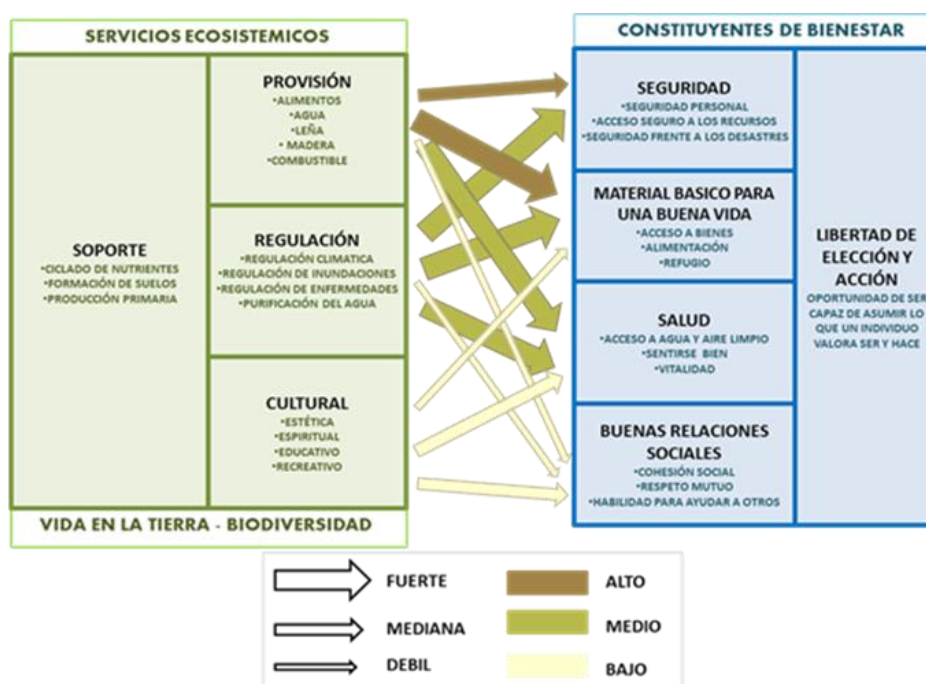 SERVICIOS ECOSISTEMICOS
SOPORTE
•CICLADO DE NUTRIENTES
•FORMACIÓN DE SUELOS
•PRODUCCIÓN PRIMARIA
PROVISIÓN
•ALIMENTOS
•AGUA
•LEÑA
• MADERA
•COMBUSTIBLE
REGULACIÓN
•REGULACIÓN CLIMATICA
•REGULACIÓN DE INUNDACIONES
•REGULACIÓN DE ENFERMEDADES
•PURIFICACIÓN DEL AGUA
CULTURAL
•ESTÉTICA
•ESPIRITUAL
•EDUCATIVO
•RECREATIVO
VIDA EN LA TIERRA - BIODIVERSIDAD
CONSTITUYENTES DE BIENESTAR
SEGURIDAD
•SEGURIDAD PERSONAL
•ACCESO SEGURO A LOS RECURSOS
•SEGURIDAD FRENTE A LOS DESASTRES
MATERIAL BASICO PARA
UNA BUENA VIDA
•ACCESO A BIENES
•ALIMENTACIÓN
•REFUGIO
SALUD
•ACCESO A AGUA Y AIRE LIMPIO
•SENTIRSE BIEN
•VITALIDAD
BUENAS RELACIONES
SOCIALES
•COHESIÓN SOCIAL
•RESPETO MUTUO
•HABILIDAD PARA AYUDAR A OTROS
LIBERTAD DE
ELECCIÓN Y
ACCIÓN
OPORTUNIDAD DE SER
CAPAZ DE ASUMIR LO
QUE UN INDIVIDUO
VALORA SER Y HACE
FUERTE
MEDIANA
DEBIL
ALTO
MEDIO
BAJO